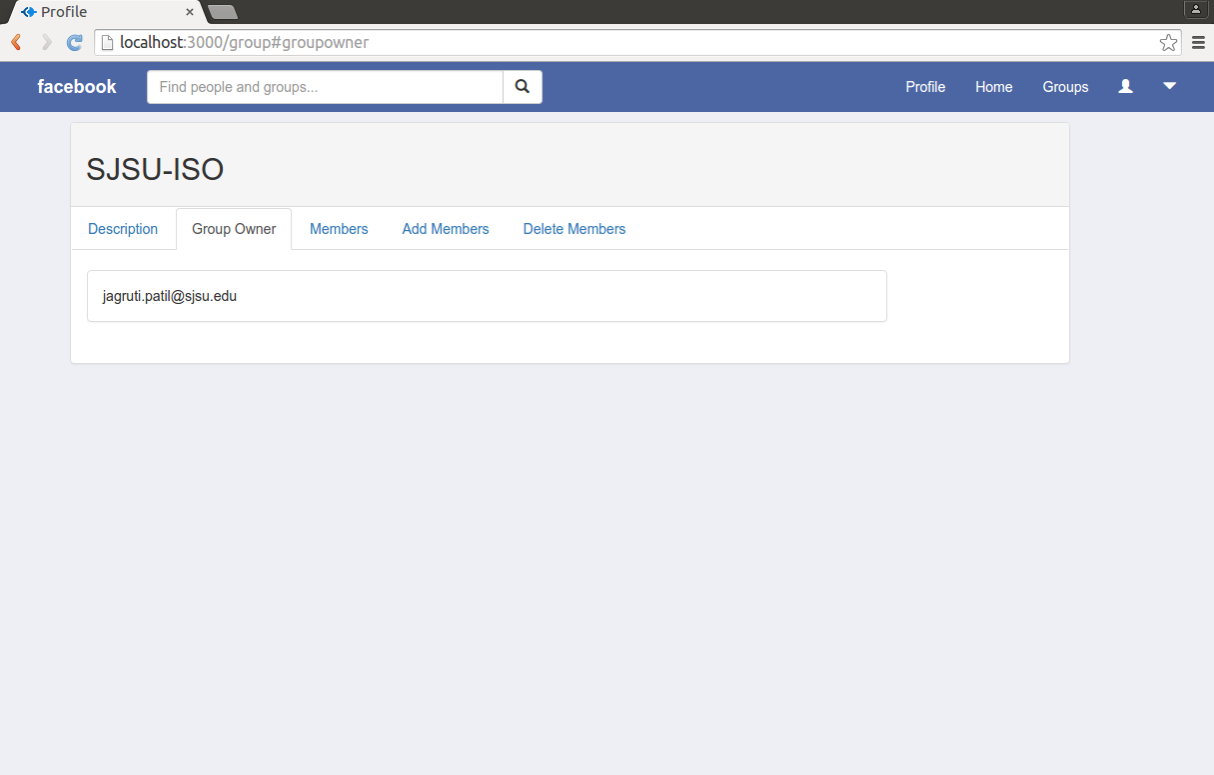 Profile
localhost:3000/group#groupowner
facebook Find people and groups... Profile Home Groups
SJSU-ISO
Description Group Owner Members Add Members Delete Members
jagruti.patil@sjsu.edu